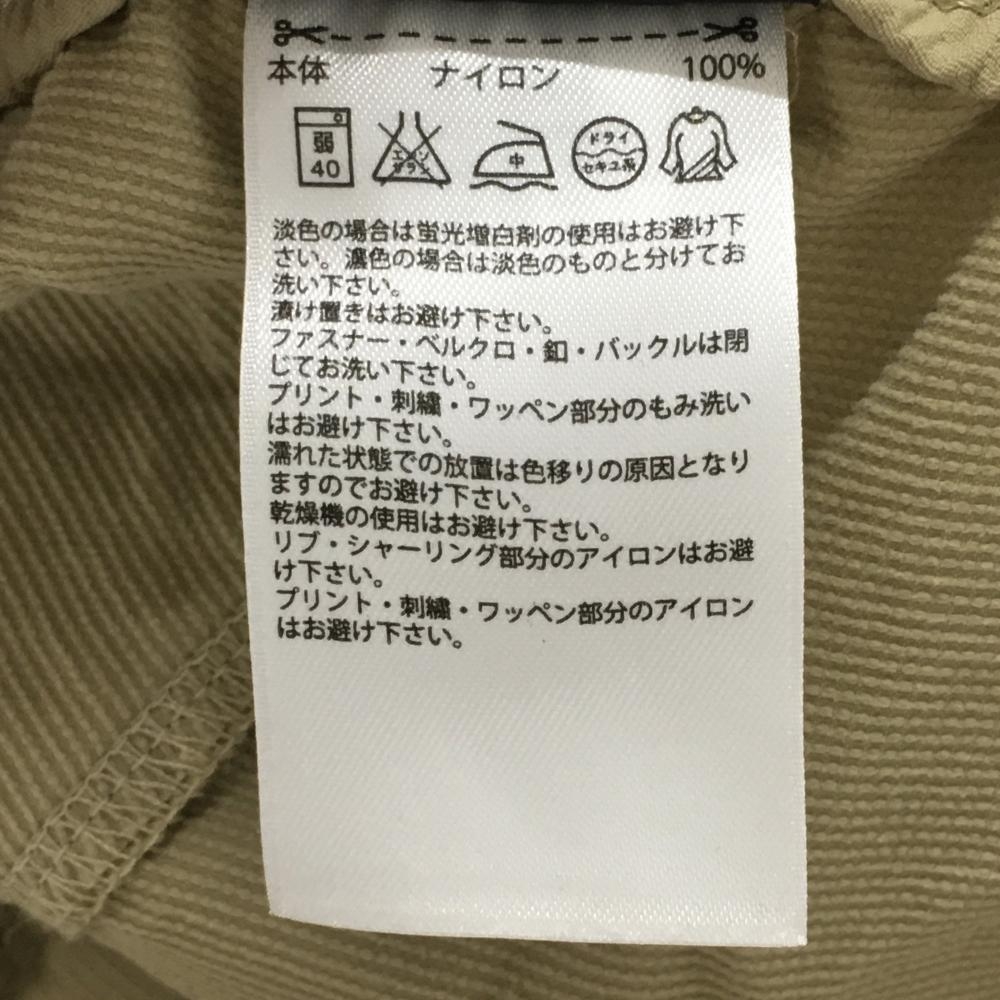 本体 ナイロン 100%
弱
40
エンソ
サラシ
中
ドライ
セキユ系
淡色の場合は蛍光増白剤の使用はお避け下
さい。濃色の場合は淡色のものと分けてお
洗い下さい。
漬け置きはお避け下さい。
ファスナー・ベルクロ・釦・バックルは閉
じてお洗い下さい。
プリント・刺繍・ワッペン部分のもみ洗い
はお避け下さい。
濡れた状態での放置は色移りの原因となり
ますのでお避け下さい。
乾燥機の使用はお避け下さい。
リブ・シャーリング部分のアイロンはお避
け下さい。
プリント・刺繍・ワッペン部分のアイロン
はお避け下さい。